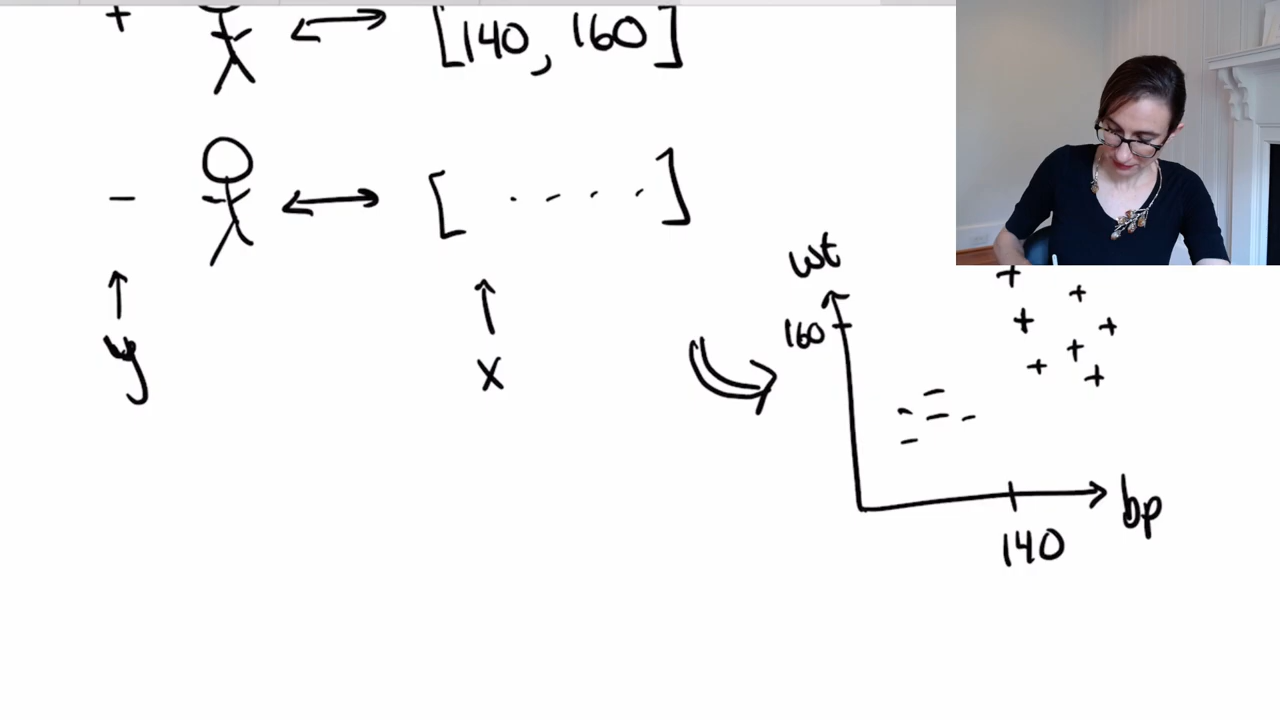 + [140, 160]
- [ . - . - ]
y
x
wt
160
140
bp